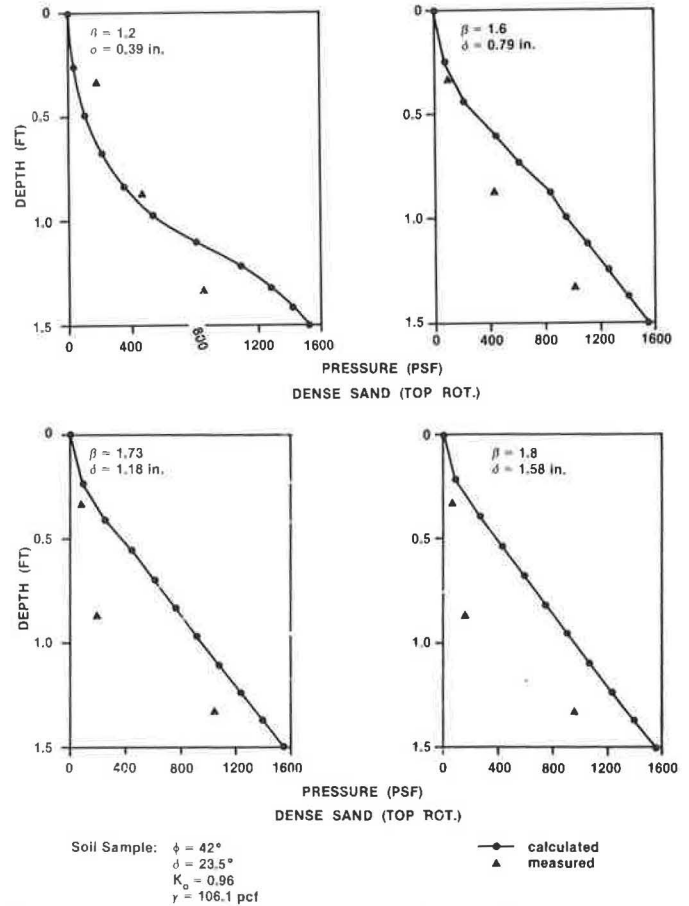 β = 1.2
σ = 0.39 in.
0
0.5
1.0
1.5
DEPTH (FT)
0 400 800 1200 1600
β = 1.6
δ = 0.79 in.
0
0.5
1.0
1.5
0 400 800 1200 1600
PRESSURE (PSF)
DENSE SAND (TOP ROT.)
β = 1.73
δ = 1.18 in.
0
0.5
1.0
1.5
DEPTH (FT)
0 400 800 1200 1600
β = 1.8
δ = 1.58 in.
0
0.5
1.0
1.5
0 400 800 1200 1600
PRESSURE (PSF)
DENSE SAND (TOP ROT.)
Soil Sample: ϕ = 42°
δ = 23.5°
K₀ = 0.96
γ = 106.1 pcf
calculated
measured